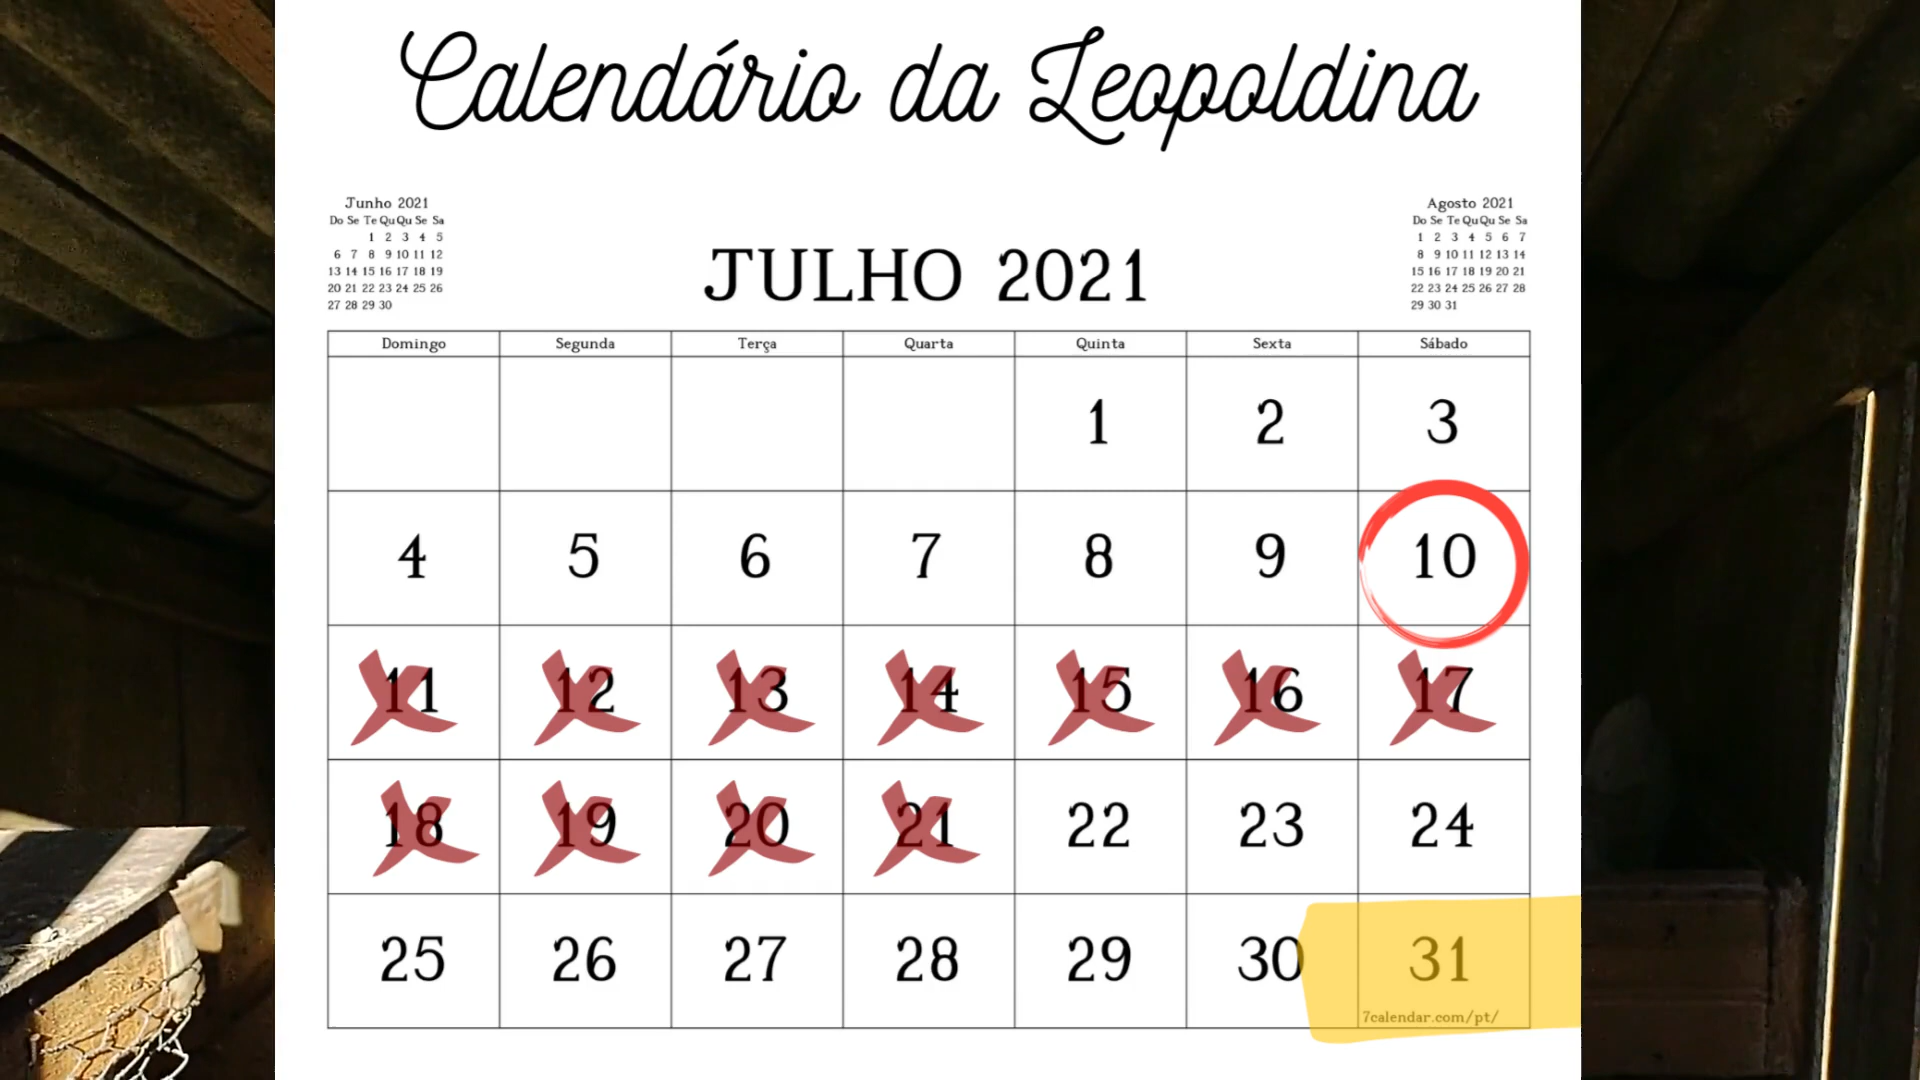 Calendário da Leopoldina
Junho 2021
Do Se Te Qu Qu Se Sa
1 2 3 4 5
6 7 8 9 10 11 12
13 14 15 16 17 18 19
20 21 22 23 24 25 26
27 28 29 30
JULHO 2021
Agosto 2021
Do Se Te Qu Qu Se Sa
1 2 3 4 5 6 7
8 9 10 11 12 13 14
15 16 17 18 19 20 21
22 23 24 25 26 27 28
29 30 31
Domingo Segunda Terça Quarta Quinta Sexta Sábado
1 2 3
4 5 6 7 8 9 10
11 12 13 14 15 16 17
18 19 20 21 22 23 24
25 26 27 28 29 30 31
7calendar.com/pt/